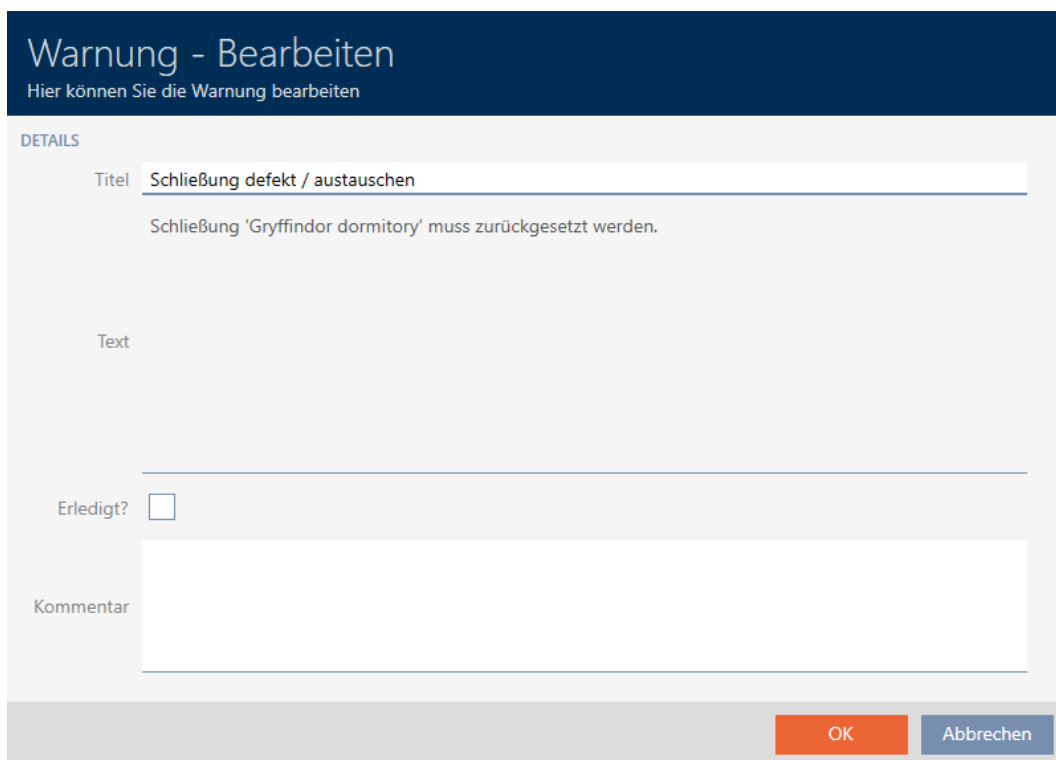 Warnung - Bearbeiten
Hier können Sie die Warnung bearbeiten
DETAILS
Titel Schließung defekt / austauschen
Schließung 'Gryffindor dormitory' muss zurückgesetzt werden.
Text
Erledigt?
Kommentar
OK Abbrechen